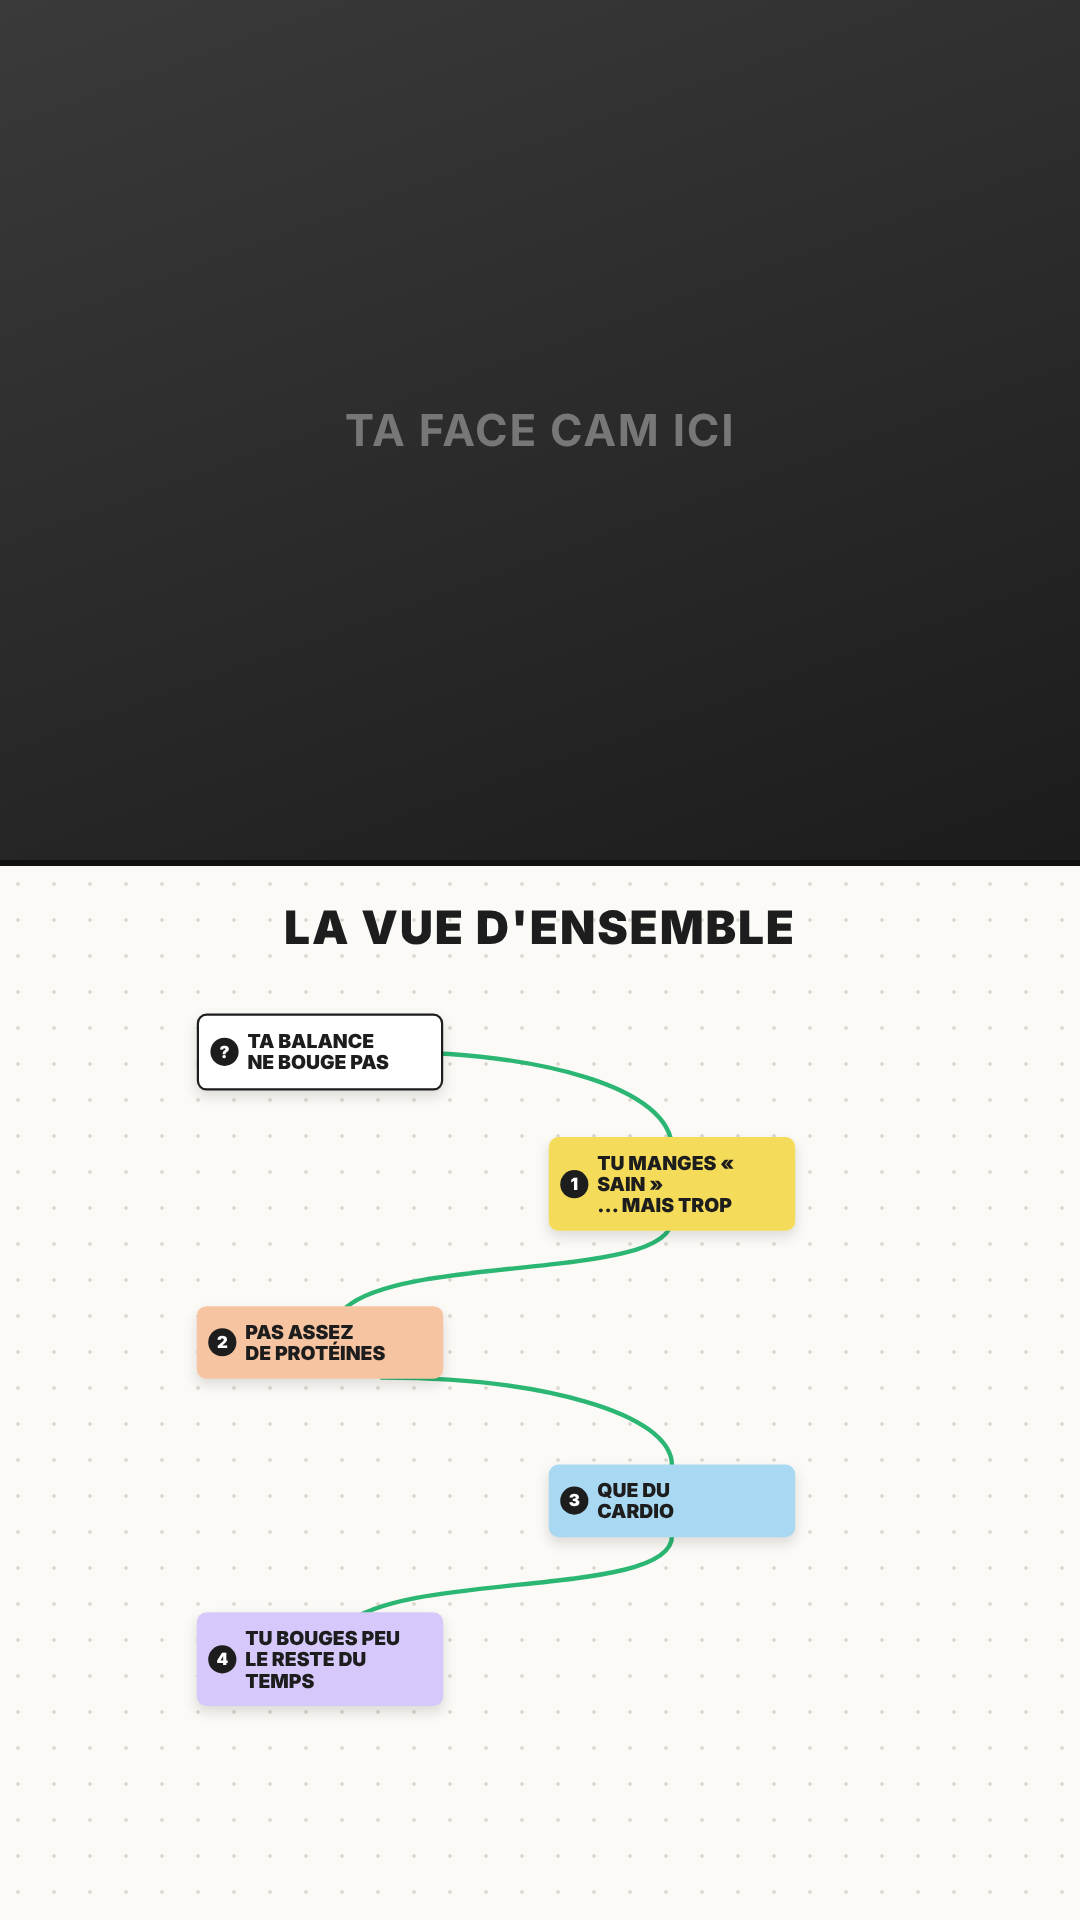 TA FACE CAM ICI
LA VUE D'ENSEMBLE
? TA BALANCE
NE BOUGE PAS
1 TU MANGES «
SAIN »
...MAIS TROP
2 PAS ASSEZ
DE PROTÉINES
3 QUE DU
CARDIO
4 TU BOUGES PEU
LE RESTE DU
TEMPS